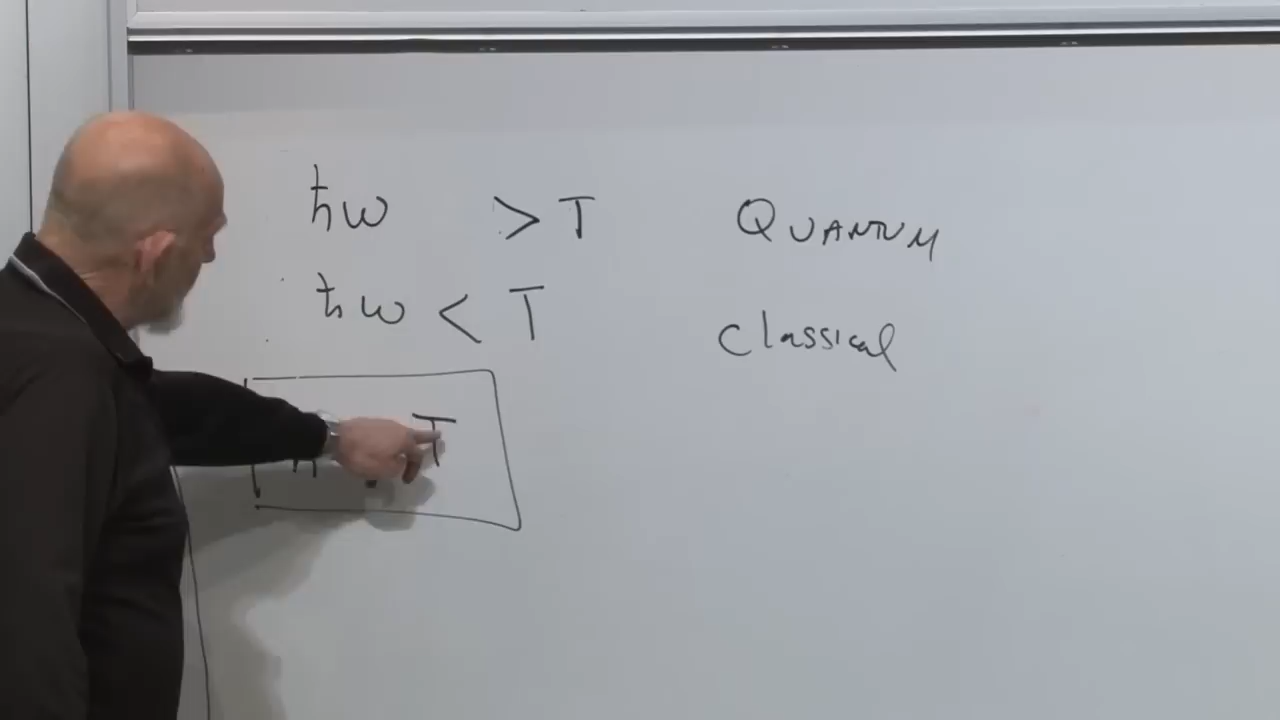 ħω > T Quantum
ħω < T Classical
T